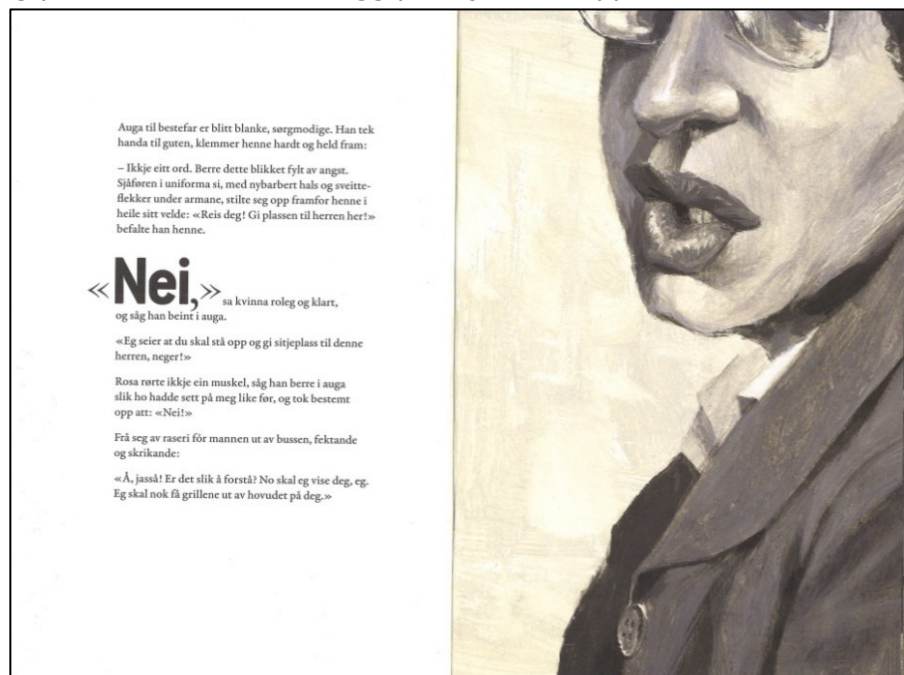 Auga til bestefar er blitt blanke, sørgmodige. Han tek
handa til guten, klemmer henne hardt og held fram:
– Ikkje eitt ord. Berre dette blikket fylt av angst.
Sjåføren i uniforma si, med nybarbert hals og sveitte-
flekker under armane, stilte seg opp framfor henne i
heile sitt velde: «Reis deg! Gi plassen til herren her!»
befalte han henne.
«Nei,» sa kvinna roleg og klart,
og såg han beint i auga.
«Eg seier at du skal stå opp og gi sitjeplass til denne
herren, neger!»
Rosa rørte ikkje ein muskel, såg han berre i auga
slik ho hadde sett på meg like før, og tok bestemt
opp att: «Nei!»
Frå seg av raseri fór mannen ut av bussen, fektande
og skrikande:
«Å, jasså! Er det slik å forstå? No skal eg vise deg, eg.
Eg skal nok få grillene ut av hovudet på deg.»